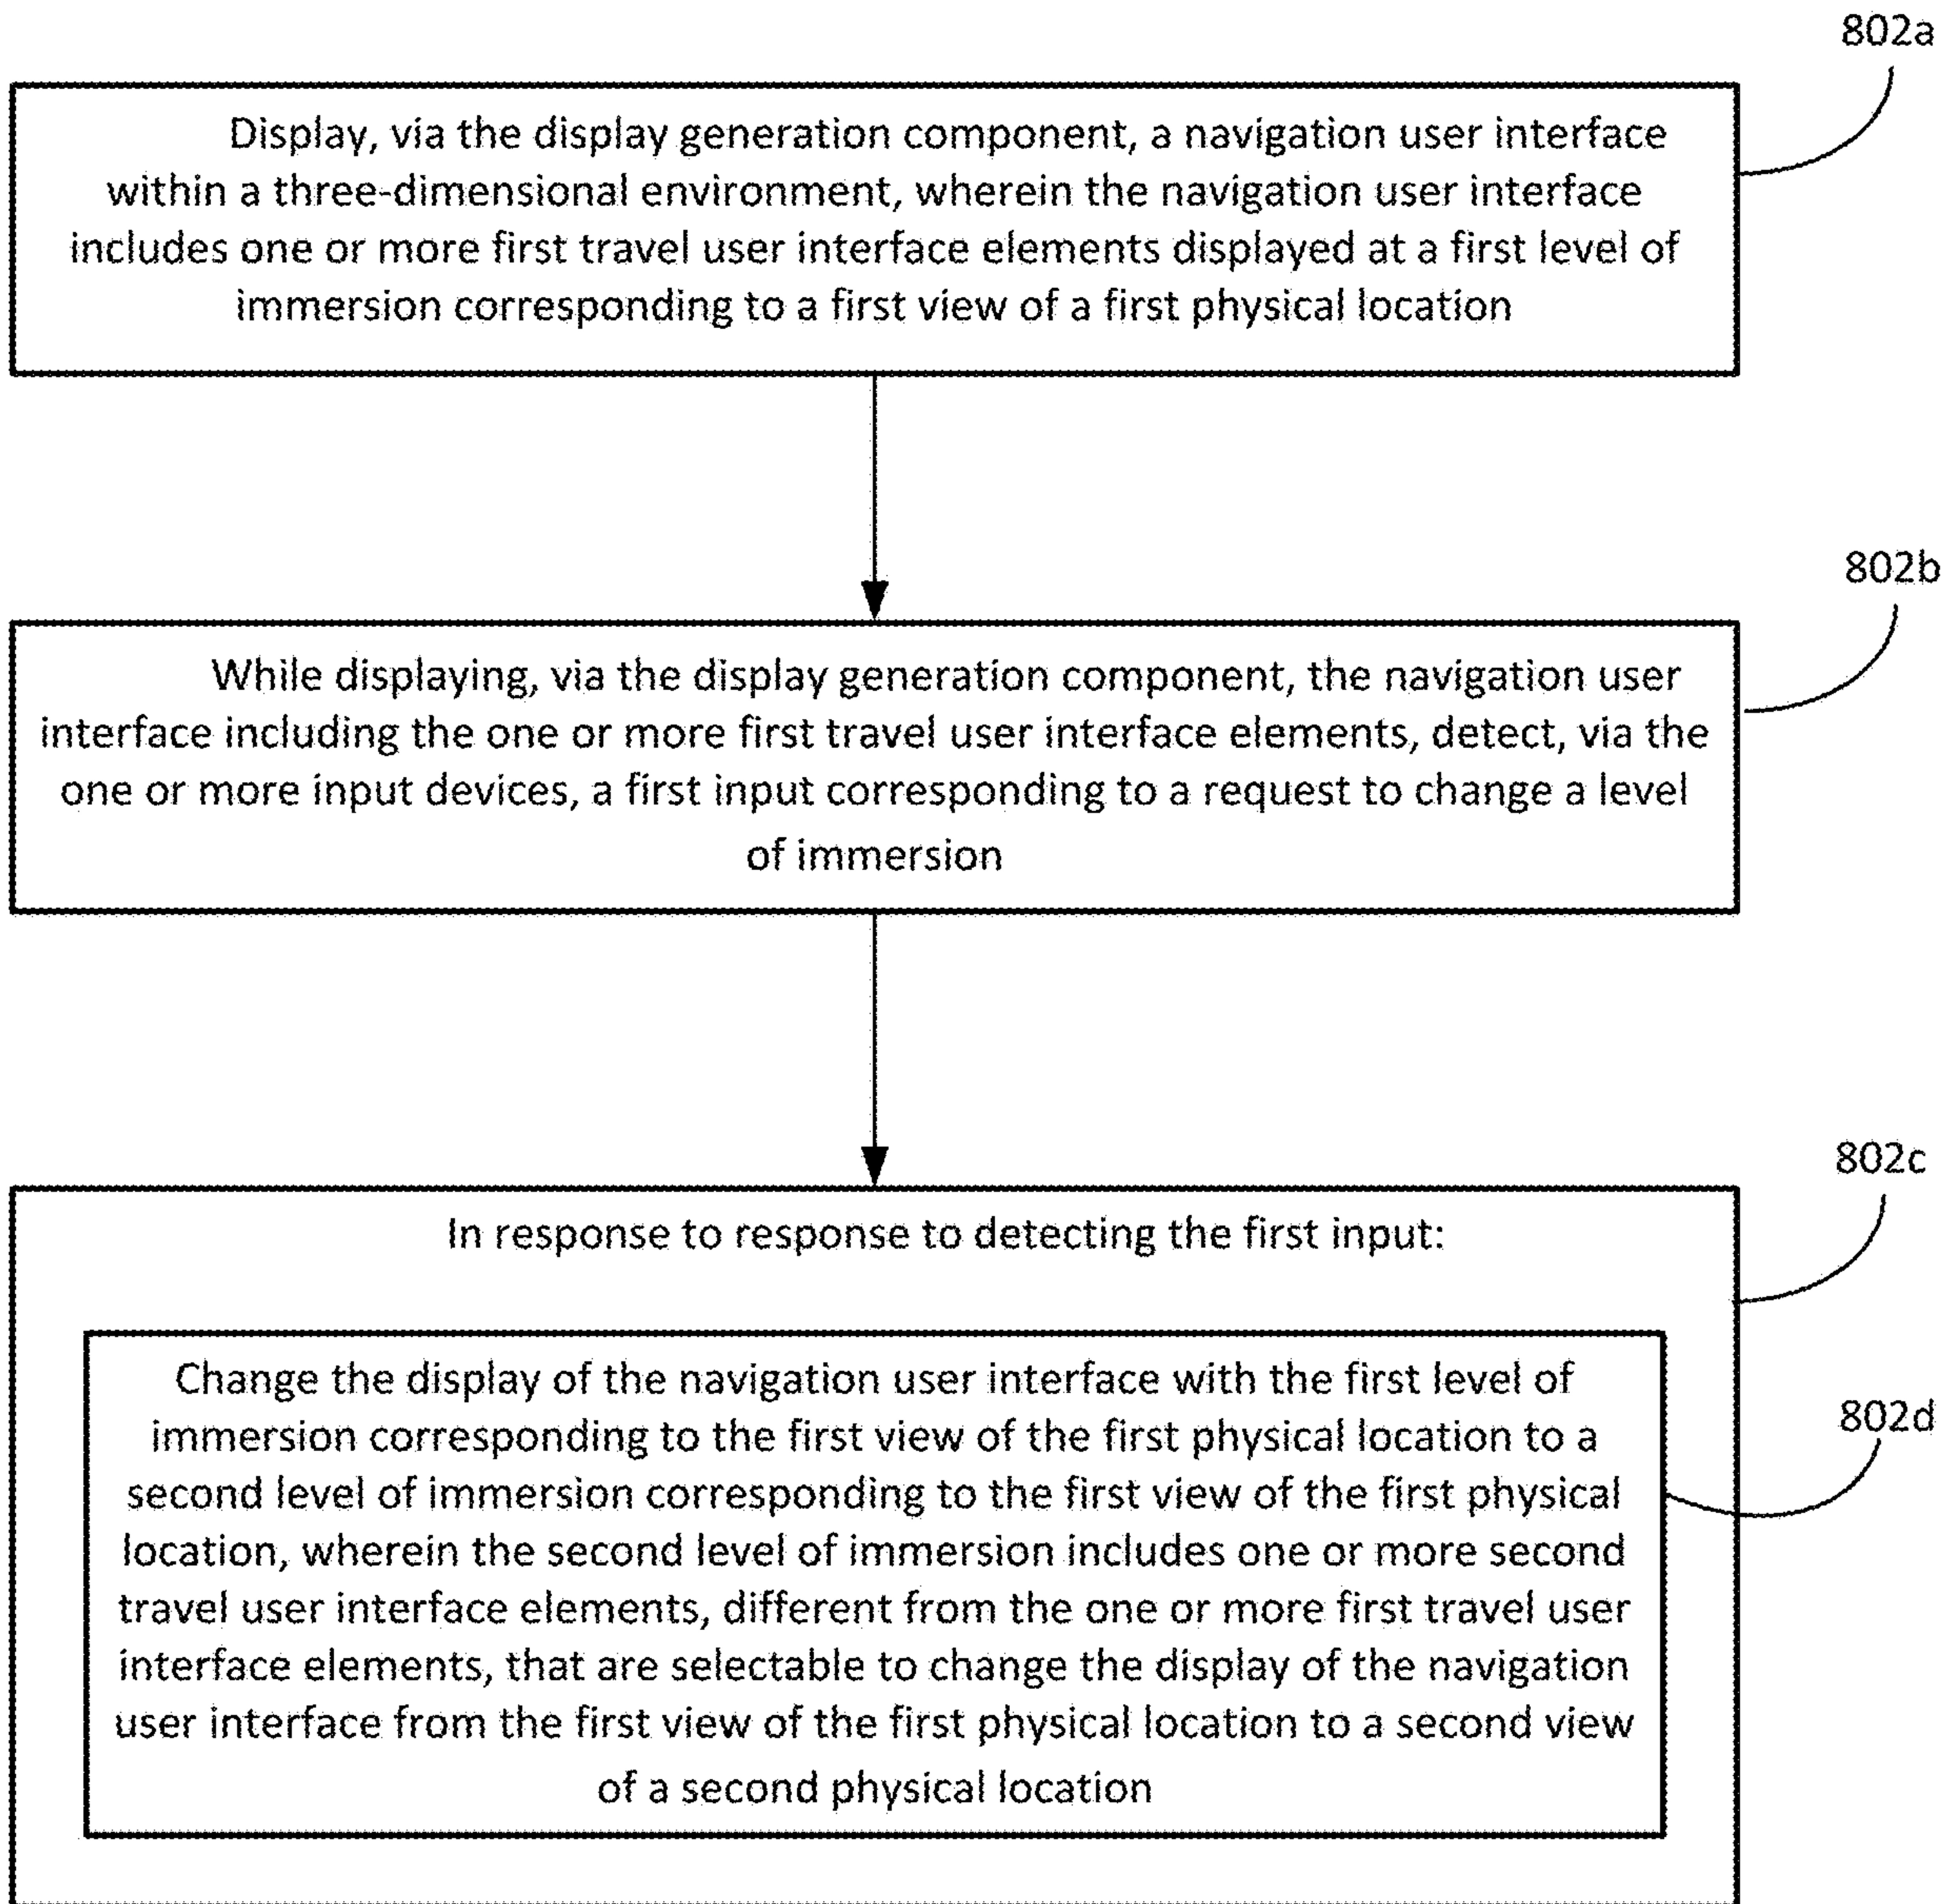 802a
Display, via the display generation component, a navigation user interface
within a three-dimensional environment, wherein the navigation user interface
includes one or more first travel user interface elements displayed at a first level of
immersion corresponding to a first view of a first physical location
802b
While displaying, via the display generation component, the navigation user
interface including the one or more first travel user interface elements, detect, via the
one or more input devices, a first input corresponding to a request to change a level
of immersion
802c
In response to response to detecting the first input:
802d
Change the display of the navigation user interface with the first level of
immersion corresponding to the first view of the first physical location to a
second level of immersion corresponding to the first view of the first physical
location, wherein the second level of immersion includes one or more second
travel user interface elements, different from the one or more first travel user
interface elements, that are selectable to change the display of the navigation
user interface from the first view of the first physical location to a second view
of a second physical location